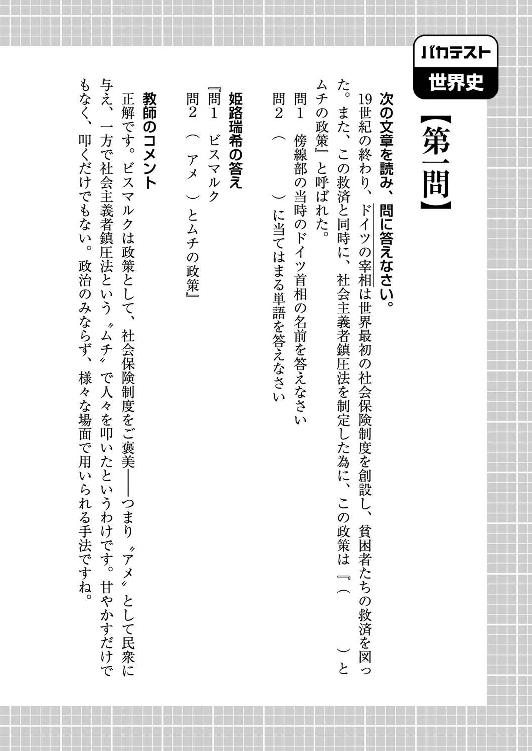 バカテスト
世界史
【第一問】
次の文章を読み、問に答えなさい。
19世紀の終わり、ドイツの宰相は世界最初の社会保険制度を創設し、貧困者たちの救済を図っ
た。また、この救済と同時に、社会主義者鎮圧法を制定した為に、この政策は『（　　　）と
ムチの政策』と呼ばれた。
問1　傍線部の当時のドイツ首相の名前を答えなさい
問2　（　　　）に当てはまる単語を答えなさい
姫路瑞希の答え
『問1　ビスマルク
問2　（　アメ　）とムチの政策』
教師のコメント
正解です。ビスマルクは政策として、社会保険制度をご褒美――つまり〝アメ〟として民衆に
与え、一方で社会主義者鎮圧法という〝ムチ〟で人々を叩いたというわけです。甘やかすだけで
もなく、叩くだけでもない。政治のみならず、様々な場面で用いられる手法ですね。